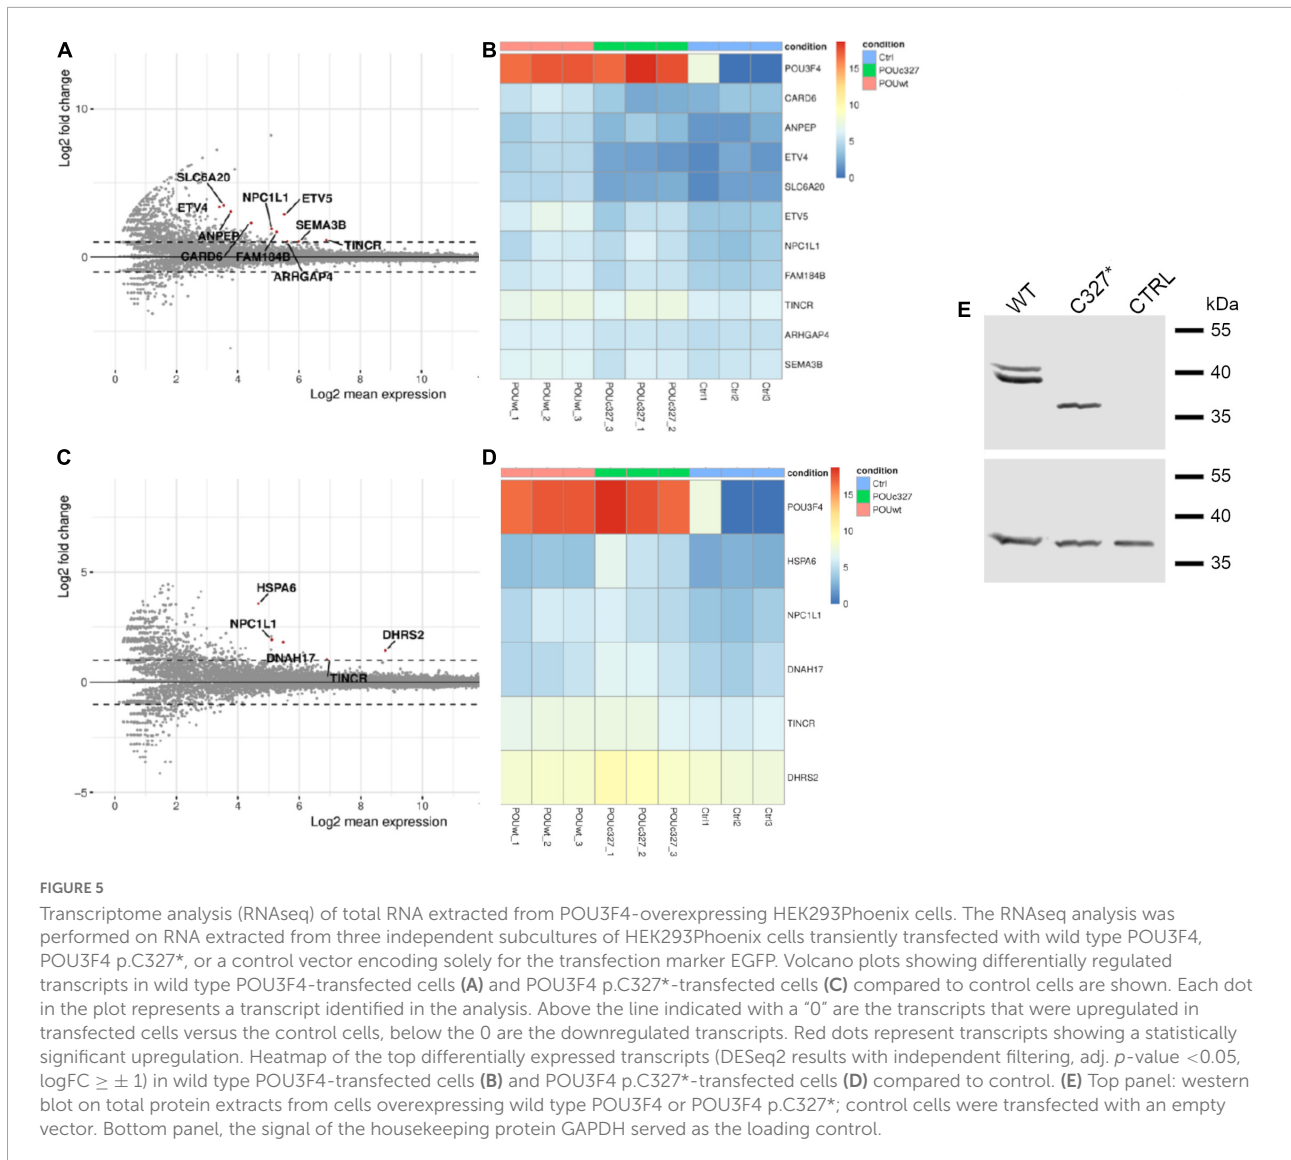 A
Log2 fold change
10
0
SLC6A20
NPC1L1
ETV5
ETV4
SEMA3B
ANPEP
TINCR
CARD6
FAM184B
ARHGAP4
0
2
4
6
8
10
Log2 mean expression
B
condition
POU3F4
CARD6
ANPEP
ETV4
SLC6A20
ETV5
NPC1L1
FAM184B
TINCR
ARHGAP4
SEMA3B
POUwt_1
POUwt_2
POUwt_3
POUc327_3
POUc327_1
POUc327_2
Ctrl1
Ctrl2
Ctrl3
15
10
5
0
condition
Ctrl
POUc327
POUwt
C
Log2 fold change
5
0
−5
HSPA6
NPC1L1
DHRS2
DNAH17
TINCR
0
2
4
6
8
10
Log2 mean expression
D
condition
POU3F4
HSPA6
NPC1L1
DNAH17
TINCR
DHRS2
POUwt_1
POUwt_2
POUwt_3
POUc327_1
POUc327_2
POUc327_3
Ctrl1
Ctrl2
Ctrl3
15
10
5
0
condition
Ctrl
POUc327
POUwt
E
WT
C327*
CTRL
kDa
55
40
35
55
40
35
FIGURE 5
Transcriptome analysis (RNAseq) of total RNA extracted from POU3F4-overexpressing HEK293Phoenix cells. The RNAseq analysis was
performed on RNA extracted from three independent subcultures of HEK293Phoenix cells transiently transfected with wild type POU3F4,
POU3F4 p.C327*, or a control vector encoding solely for the transfection marker EGFP. Volcano plots showing differentially regulated
transcripts in wild type POU3F4-transfected cells (A) and POU3F4 p.C327*-transfected cells (C) compared to control cells are shown. Each dot
in the plot represents a transcript identified in the analysis. Above the line indicated with a "0" are the transcripts that were upregulated in
transfected cells versus the control cells, below the 0 are the downregulated transcripts. Red dots represent transcripts showing a statistically
significant upregulation. Heatmap of the top differentially expressed transcripts (DESeq2 results with independent filtering, adj. p-value <0.05,
logFC ≥ ± 1) in wild type POU3F4-transfected cells (B) and POU3F4 p.C327*-transfected cells (D) compared to control. (E) Top panel: western
blot on total protein extracts from cells overexpressing wild type POU3F4 or POU3F4 p.C327*; control cells were transfected with an empty
vector. Bottom panel, the signal of the housekeeping protein GAPDH served as the loading control.